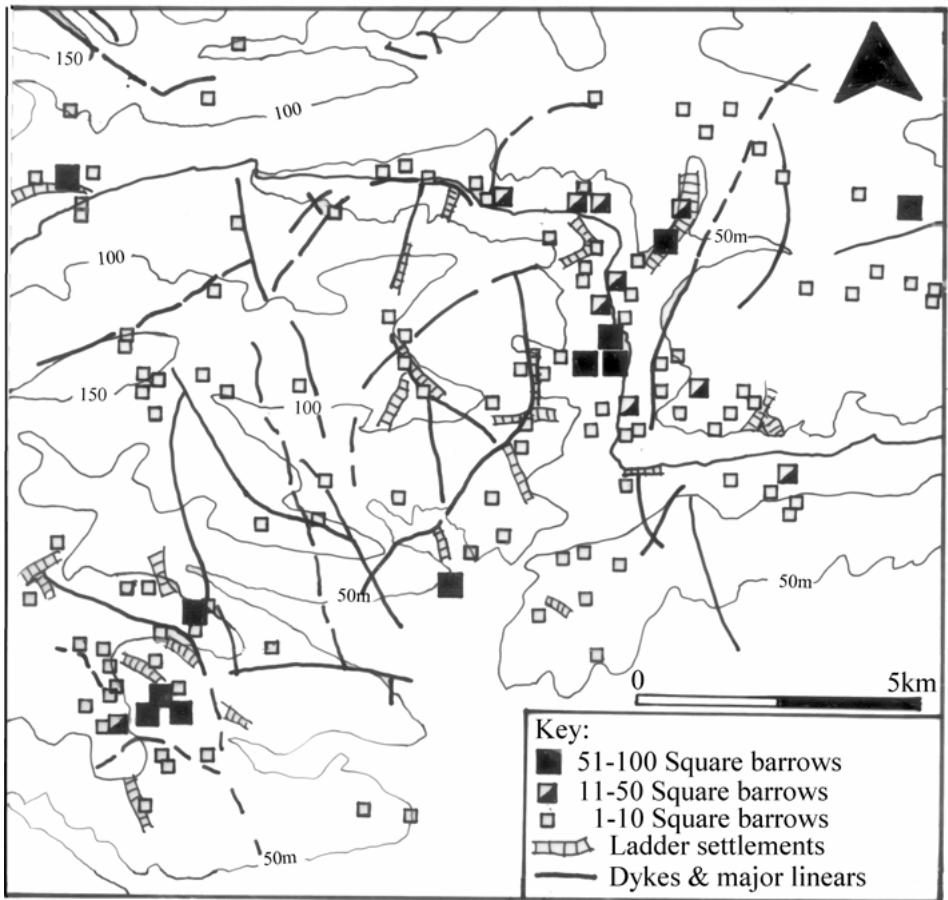 150
100
50m
100
150
100
50m
50m
0 5km
Key:
51-100 Square barrows
11-50 Square barrows
1-10 Square barrows
Ladder settlements
Dykes & major linears
50m